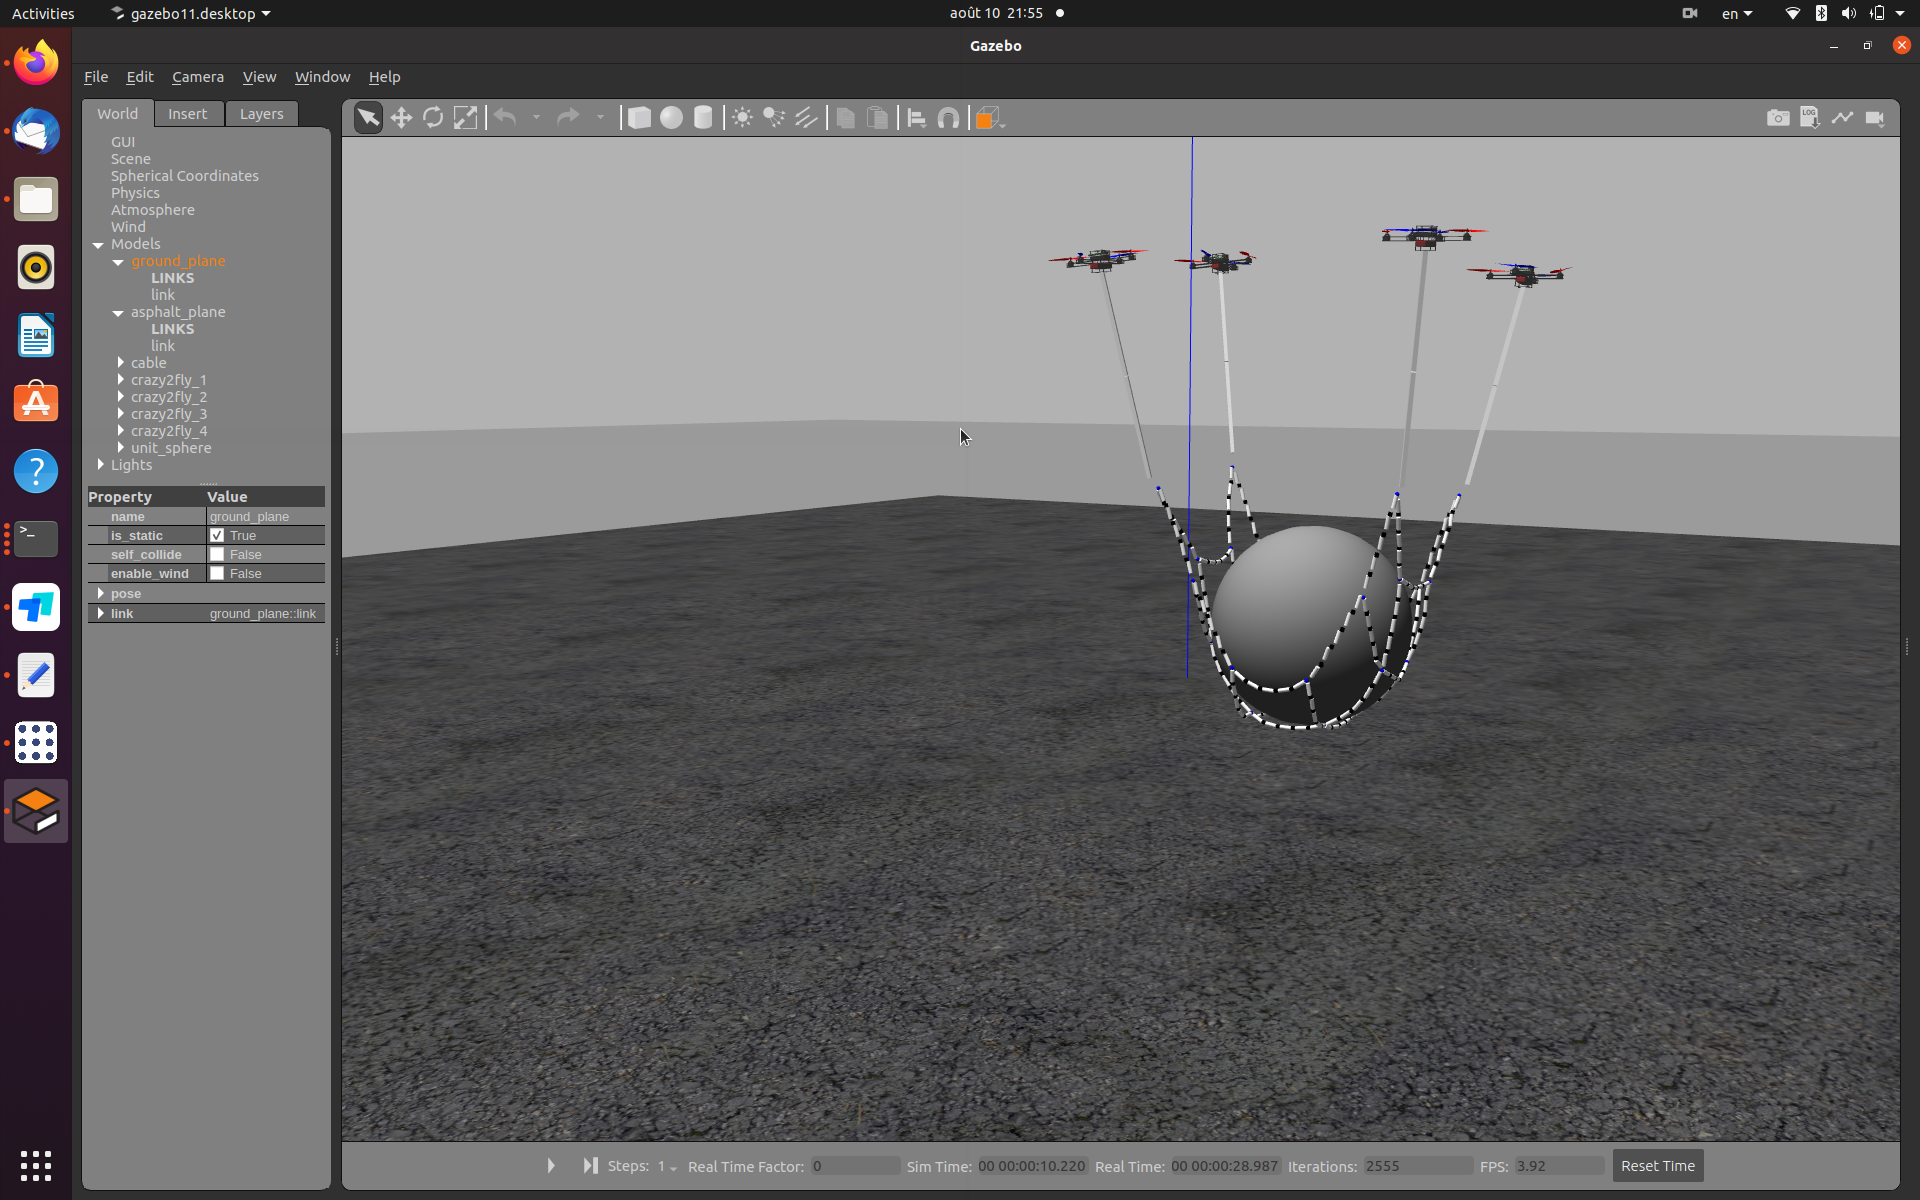 Activities gazebo11.desktop août 10 21:55 en
Gazebo
File Edit Camera View Window Help
World Insert Layers
GUI
Scene
Spherical Coordinates
Physics
Atmosphere
Wind
Models
ground_plane
LINKS
link
asphalt_plane
LINKS
link
cable
crazy2fly_1
crazy2fly_2
crazy2fly_3
crazy2fly_4
unit_sphere
Lights
Property Value
name ground_plane
is_static True
self_collide False
enable_wind False
pose
link ground_plane::link
LOG
Steps: 1 Real Time Factor: 0 Sim Time: 00 00:00:10.220 Real Time: 00 00:00:28.987 Iterations: 2555 FPS: 3.92 Reset Time